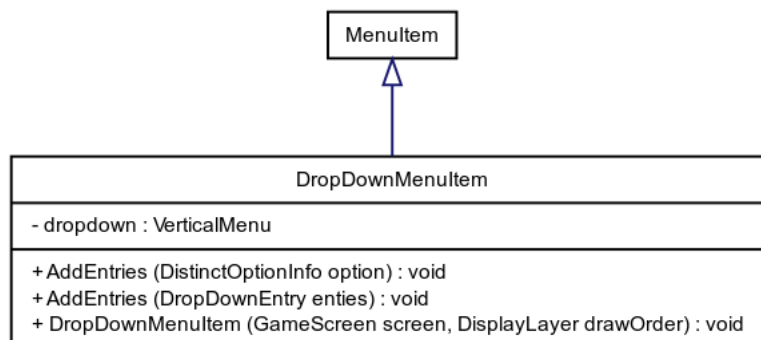 MenuItem
DropDownMenuItem
- dropdown : VerticalMenu
+ AddEntries (DistinctOptionInfo option) : void
+ AddEntries (DropDownEntry enties) : void
+ DropDownMenuItem (GameScreen screen, DisplayLayer drawOrder) : void